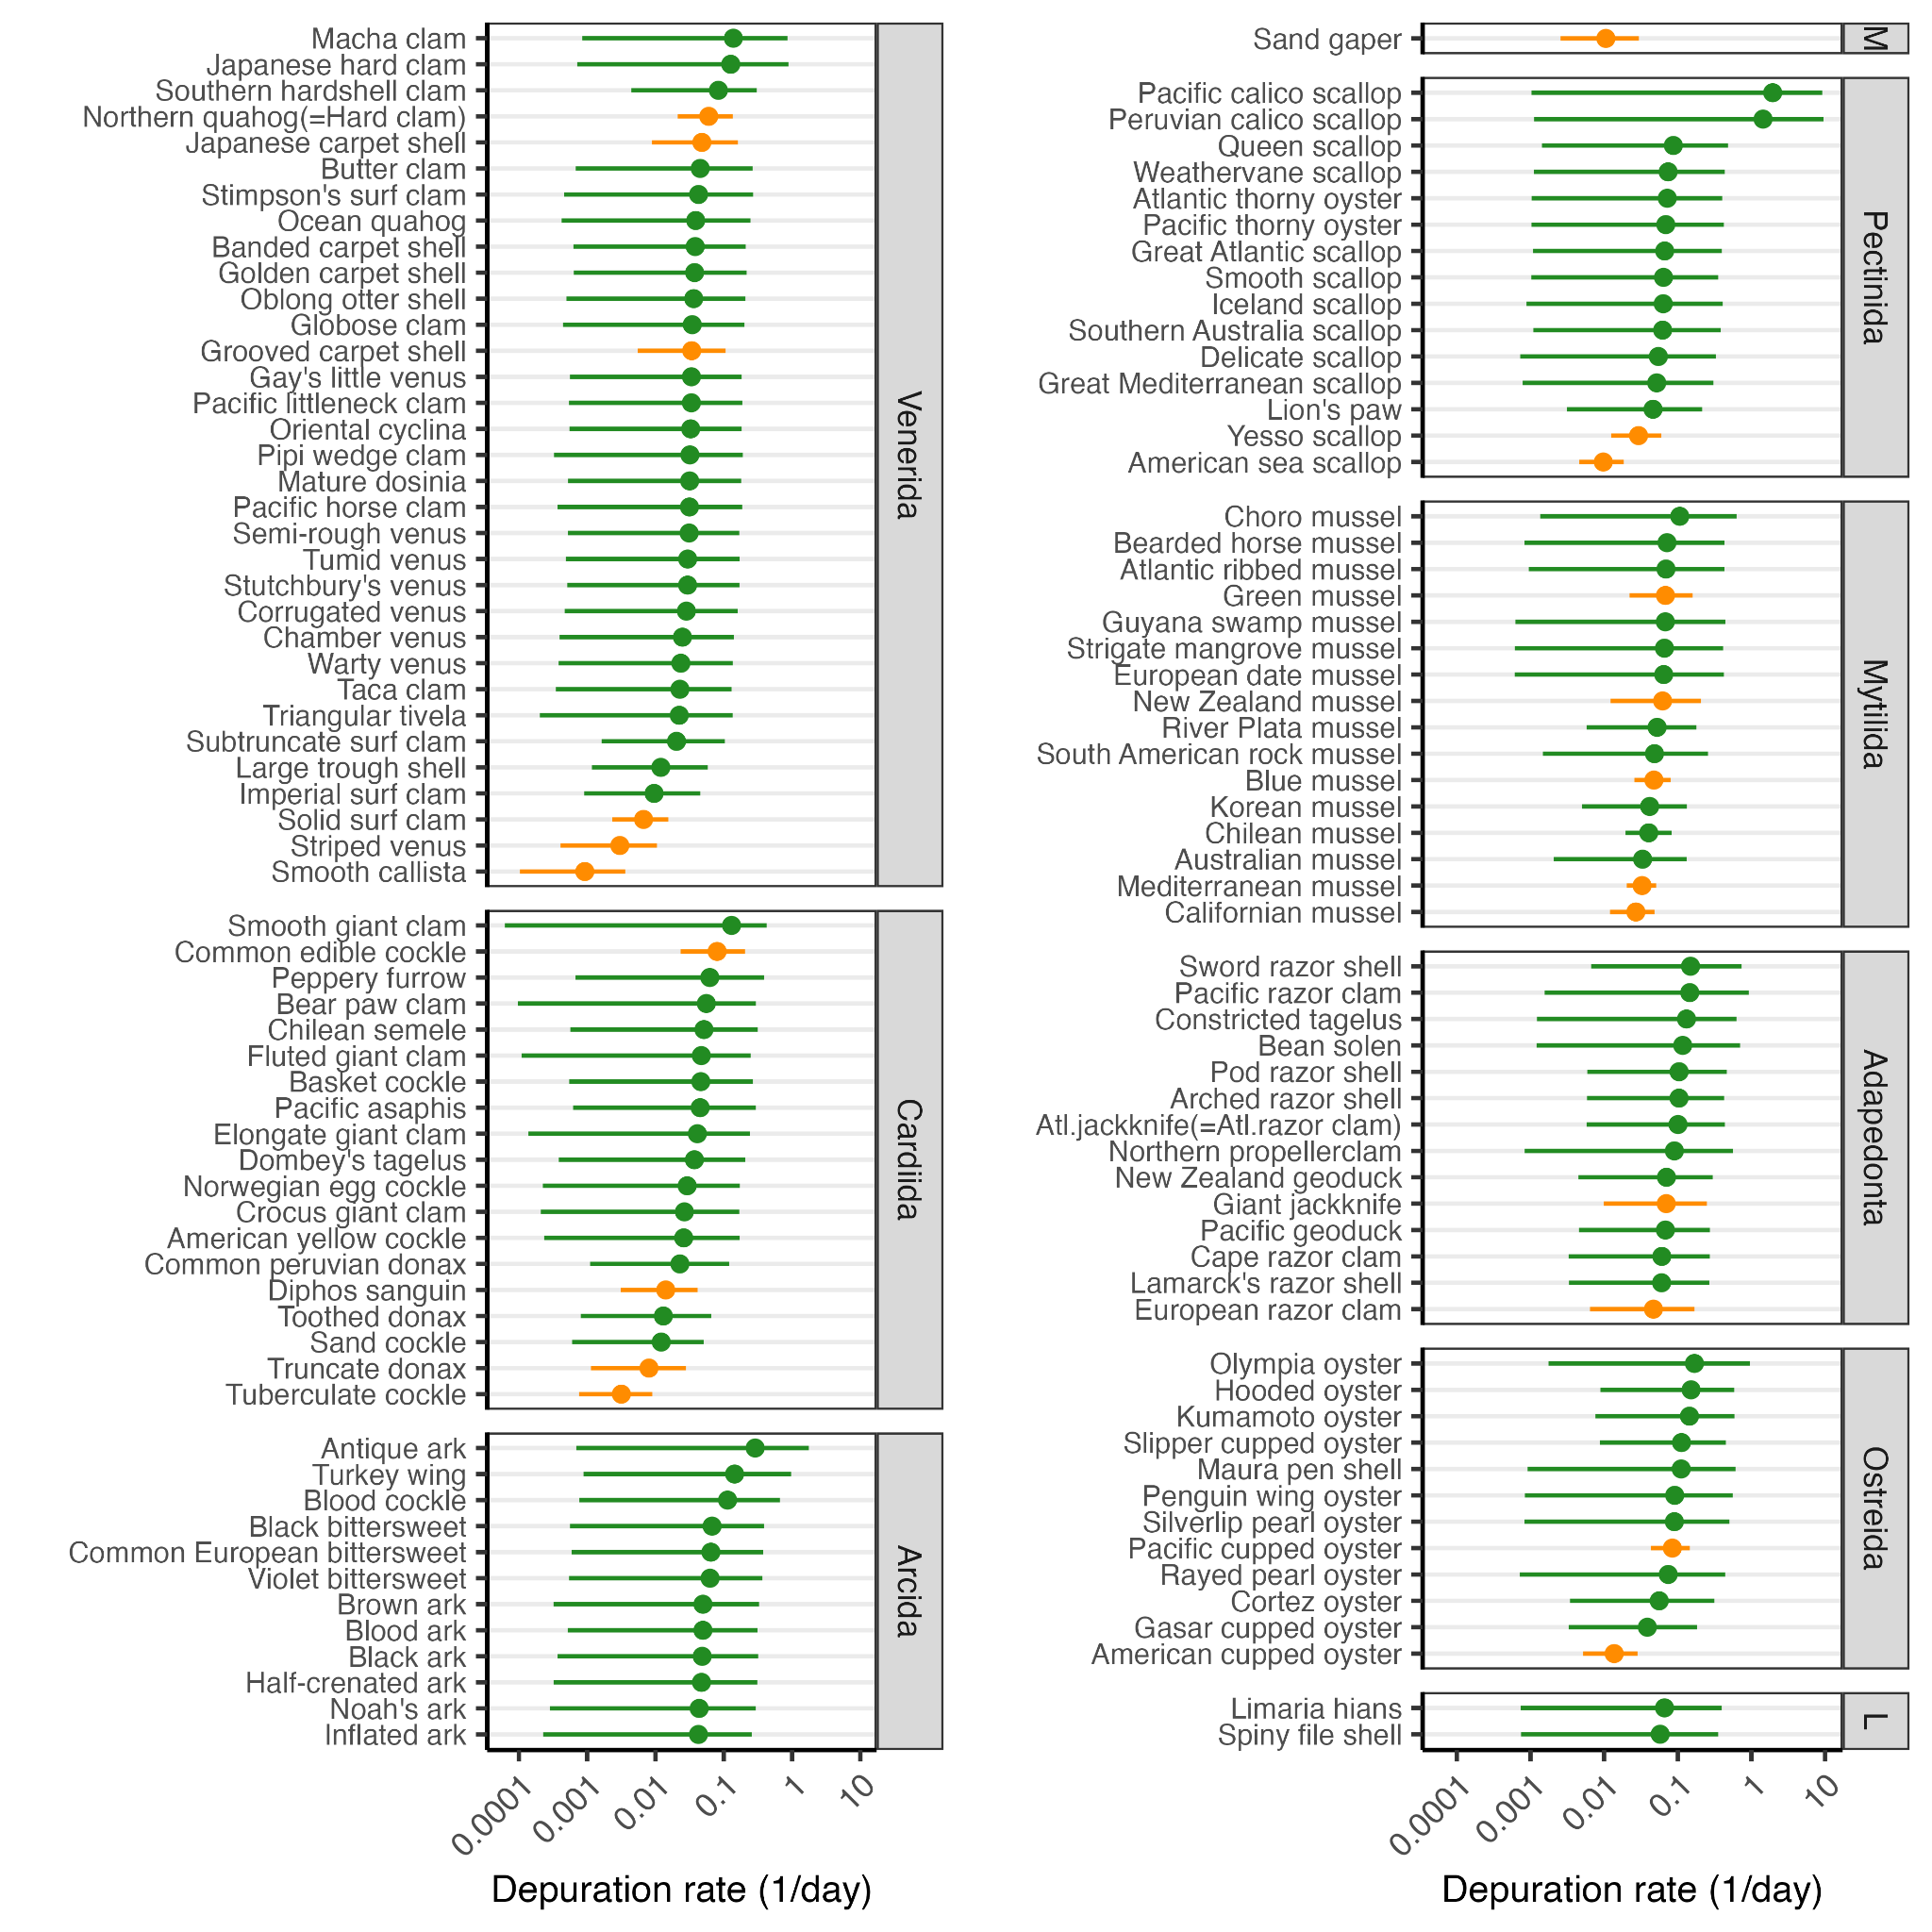 Macha clam
Japanese hard clam
Southern hardshell clam
Northern quahog(=Hard clam)
Japanese carpet shell
Butter clam
Stimpson's surf clam
Ocean quahog
Banded carpet shell
Golden carpet shell
Oblong otter shell
Globose clam
Grooved carpet shell
Gay's little venus
Pacific littleneck clam
Oriental cyclina
Pipi wedge clam
Mature dosinia
Pacific horse clam
Semi-rough venus
Tumid venus
Stutchbury's venus
Corrugated venus
Chamber venus
Warty venus
Taca clam
Triangular tivela
Subtruncate surf clam
Large trough shell
Imperial surf clam
Solid surf clam
Striped venus
Smooth callista
Venerida
Smooth giant clam
Common edible cockle
Peppery furrow
Bear paw clam
Chilean semele
Fluted giant clam
Basket cockle
Pacific asaphis
Elongate giant clam
Dombey's tagelus
Norwegian egg cockle
Crocus giant clam
American yellow cockle
Common peruvian donax
Diphos sanguin
Toothed donax
Sand cockle
Truncate donax
Tuberculate cockle
Cardiida
Antique ark
Turkey wing
Blood cockle
Black bittersweet
Common European bittersweet
Violet bittersweet
Brown ark
Blood ark
Black ark
Half-crenated ark
Noah's ark
Inflated ark
Arcida
0.0001
0.001
0.01
0.1
1
10
Depuration rate (1/day)
Sand gaper
M
Pacific calico scallop
Peruvian calico scallop
Queen scallop
Weathervane scallop
Atlantic thorny oyster
Pacific thorny oyster
Great Atlantic scallop
Smooth scallop
Iceland scallop
Southern Australia scallop
Delicate scallop
Great Mediterranean scallop
Lion's paw
Yesso scallop
American sea scallop
Pectinida
Choro mussel
Bearded horse mussel
Atlantic ribbed mussel
Green mussel
Guyana swamp mussel
Strigate mangrove mussel
European date mussel
New Zealand mussel
River Plata mussel
South American rock mussel
Blue mussel
Korean mussel
Chilean mussel
Australian mussel
Mediterranean mussel
Californian mussel
Mytilida
Sword razor shell
Pacific razor clam
Constricted tagelus
Bean solen
Pod razor shell
Arched razor shell
Atl.jackknife(=Atl.razor clam)
Northern propellerclam
New Zealand geoduck
Giant jackknife
Pacific geoduck
Cape razor clam
Lamarck's razor shell
European razor clam
Adapedonta
Olympia oyster
Hooded oyster
Kumamoto oyster
Slipper cupped oyster
Maura pen shell
Penguin wing oyster
Silverlip pearl oyster
Pacific cupped oyster
Rayed pearl oyster
Cortez oyster
Gasar cupped oyster
American cupped oyster
Ostreida
Limaria hians
Spiny file shell
L
0.0001
0.001
0.01
0.1
1
10
Depuration rate (1/day)